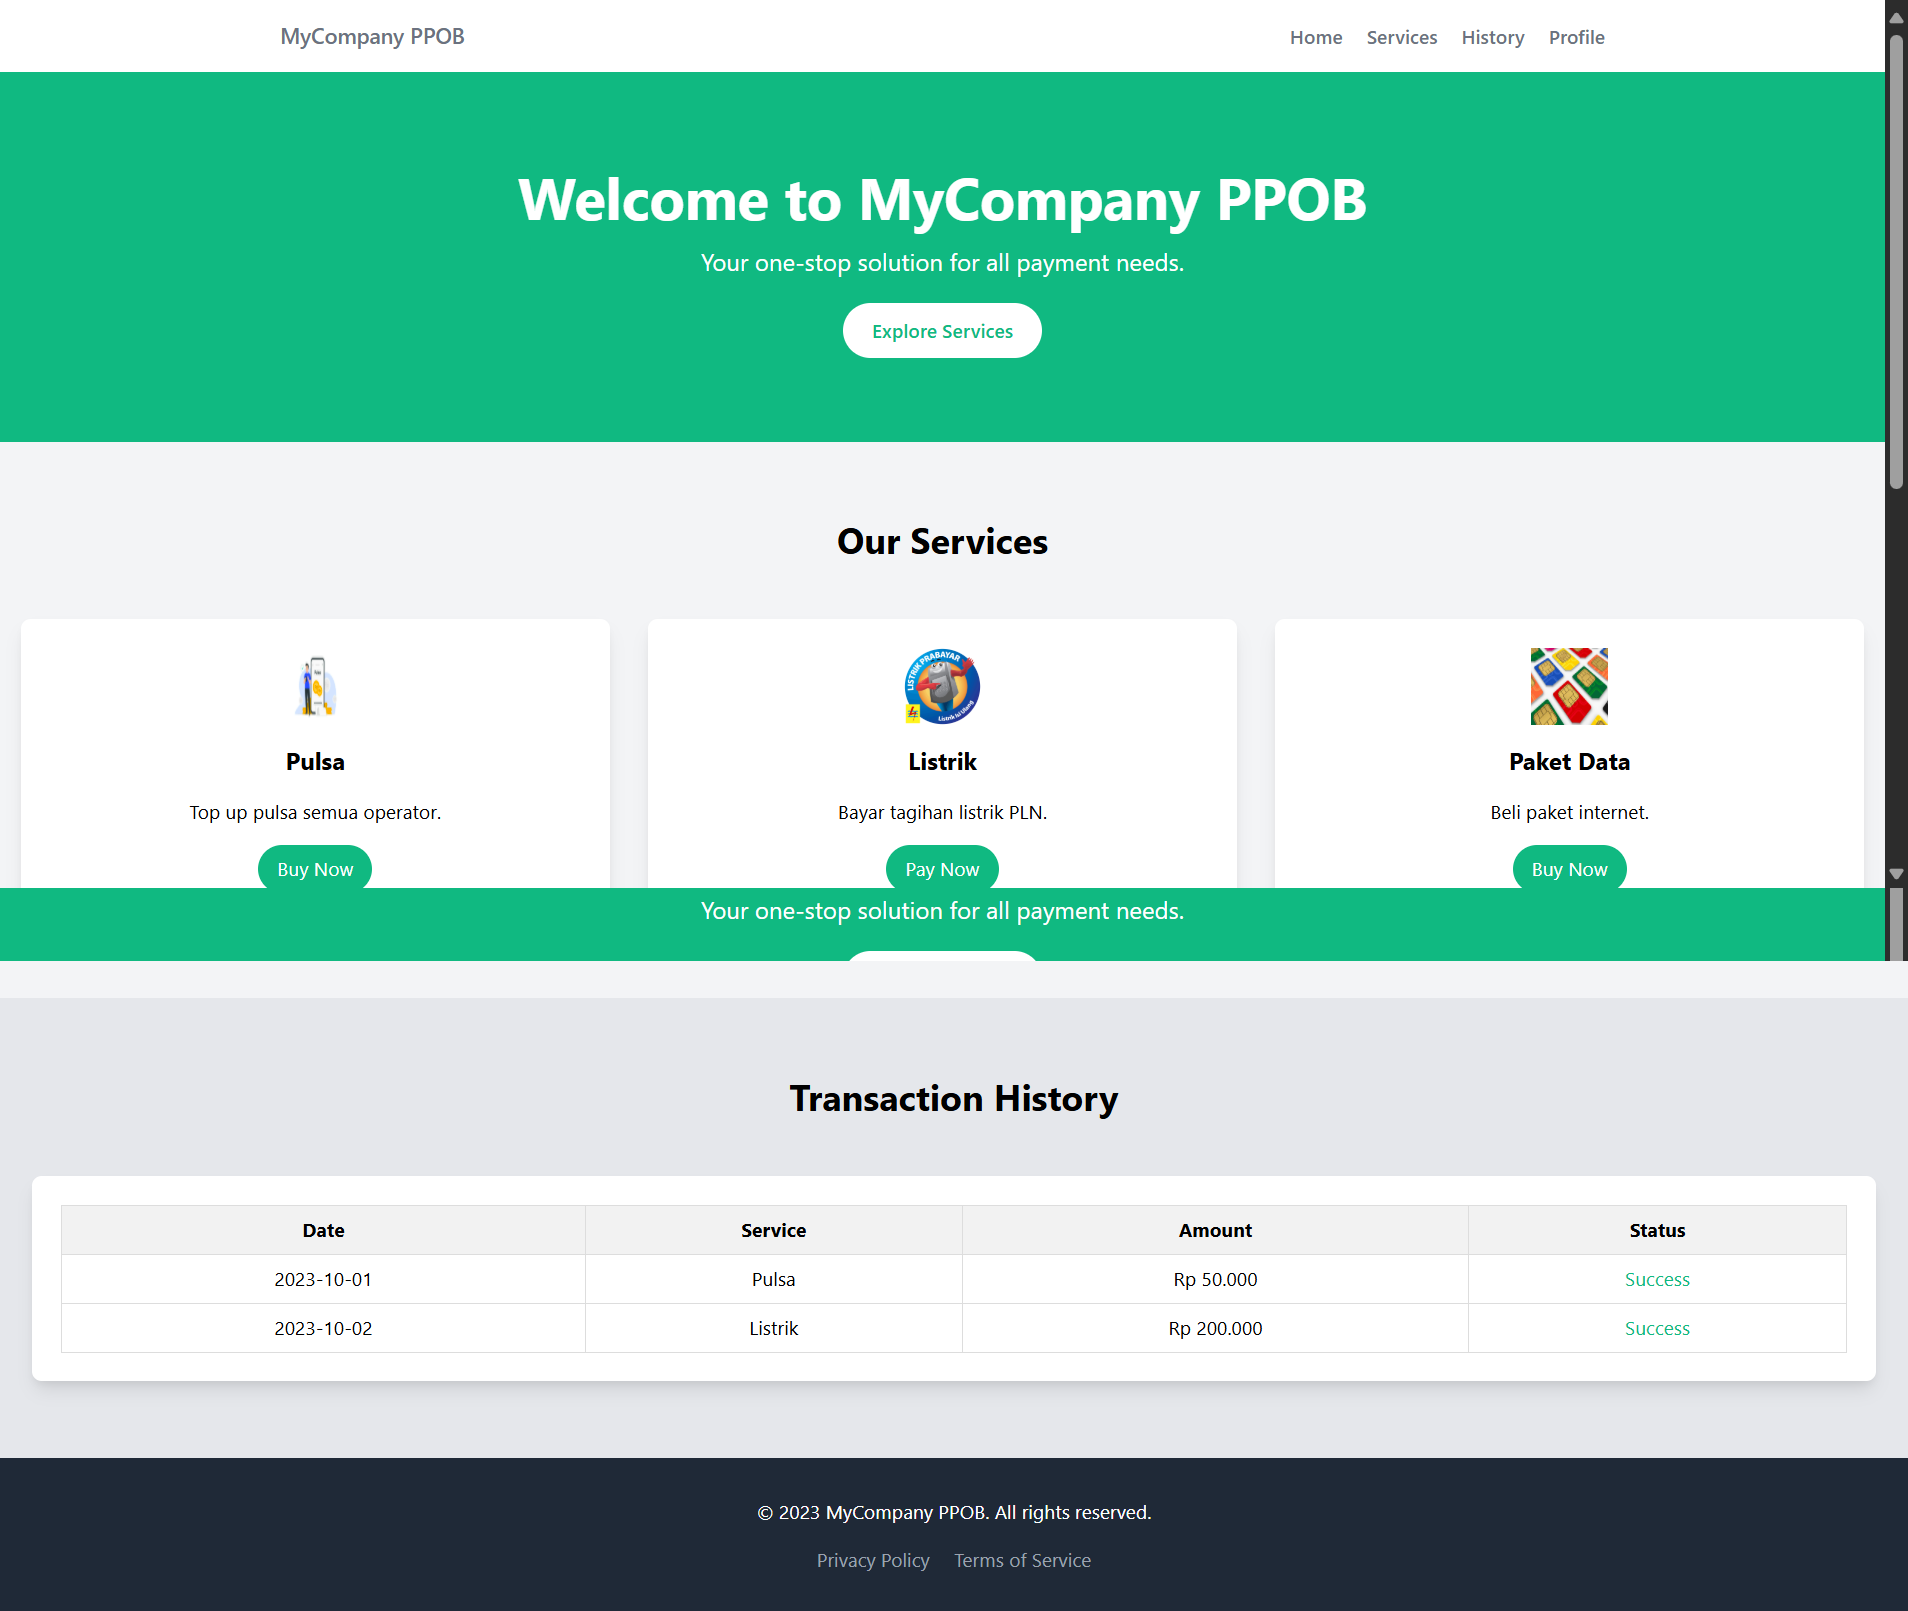 MyCompany PPOB
Home Services History Profile
Welcome to MyCompany PPOB
Your one-stop solution for all payment needs.
Explore Services
Our Services
LISTRIK PRABAYAR
Listrik Isi Ulang
Pulsa
Listrik
Paket Data
Top up pulsa semua operator.
Bayar tagihan listrik PLN.
Beli paket internet.
Buy Now
Pay Now
Buy Now
Your one-stop solution for all payment needs.
Transaction History
Date Service Amount Status
2023-10-01 Pulsa Rp 50.000 Success
2023-10-02 Listrik Rp 200.000 Success
© 2023 MyCompany PPOB. All rights reserved.
Privacy Policy Terms of Service